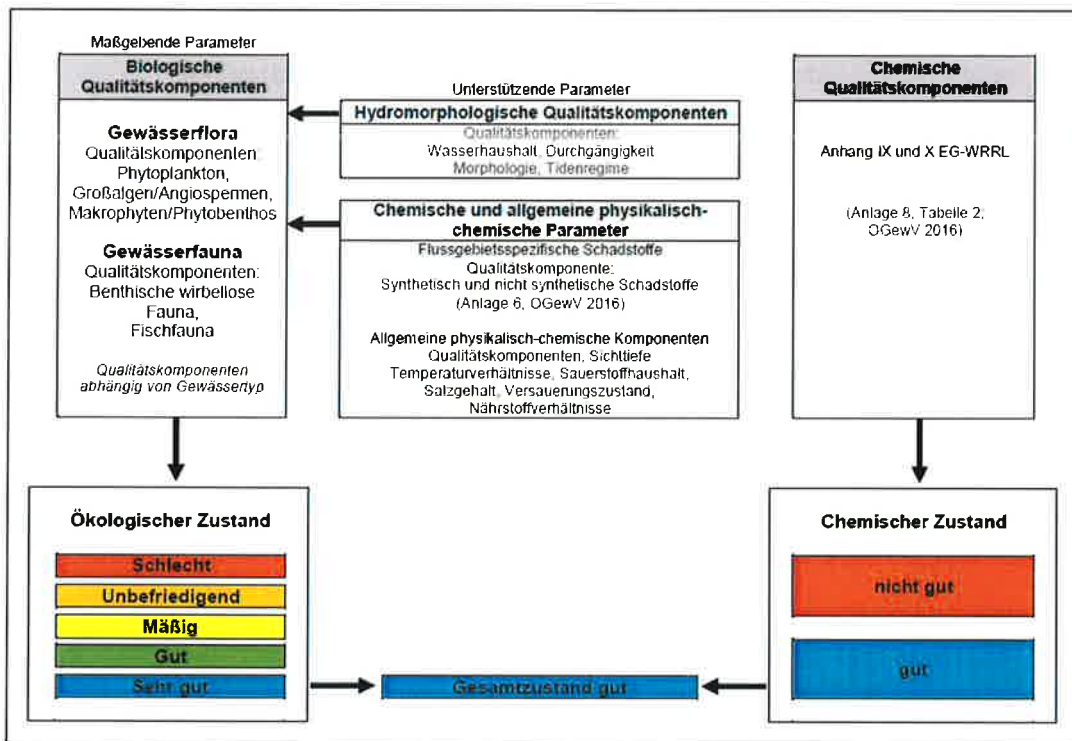 Maßgebende Parameter
Biologische
Qualitätskomponenten
Gewässerflora
Qualitätskomponenten:
Phytoplankton,
Großalgen/Angiospermen,
Makrophyten/Phytobenthos
Gewässerfauna
Qualitätskomponenten:
Benthische wirbellose
Fauna,
Fischfauna
Qualitätskomponenten
abhängig von Gewässertyp
Unterstützende Parameter
Hydromorphologische Qualitätskomponenten
Qualitätskomponenten:
Wasserhaushalt, Durchgängigkeit
Morphologie, Tidenregime
Chemische und allgemeine physikalisch-
chemische Parameter
Flussgebietsspezifische Schadstoffe
Qualitätskomponente:
Synthetisch und nicht synthetische Schadstoffe
(Anlage 6, OGewV 2016)
Allgemeine physikalisch-chemische Komponenten
Qualitätskomponenten, Sichttiefe
Temperaturverhältnisse, Sauerstoffhaushalt,
Salzgehalt, Versauerungszustand,
Nährstoffverhältnisse
Chemische
Qualitätskomponenten
Anhang IX und X EG-WRRL
(Anlage 8, Tabelle 2;
OGewV 2016)
Ökologischer Zustand
Schlecht
Unbefriedigend
Mäßig
Gut
Sehr gut
Gesamtzustand gut
Chemischer Zustand
nicht gut
gut